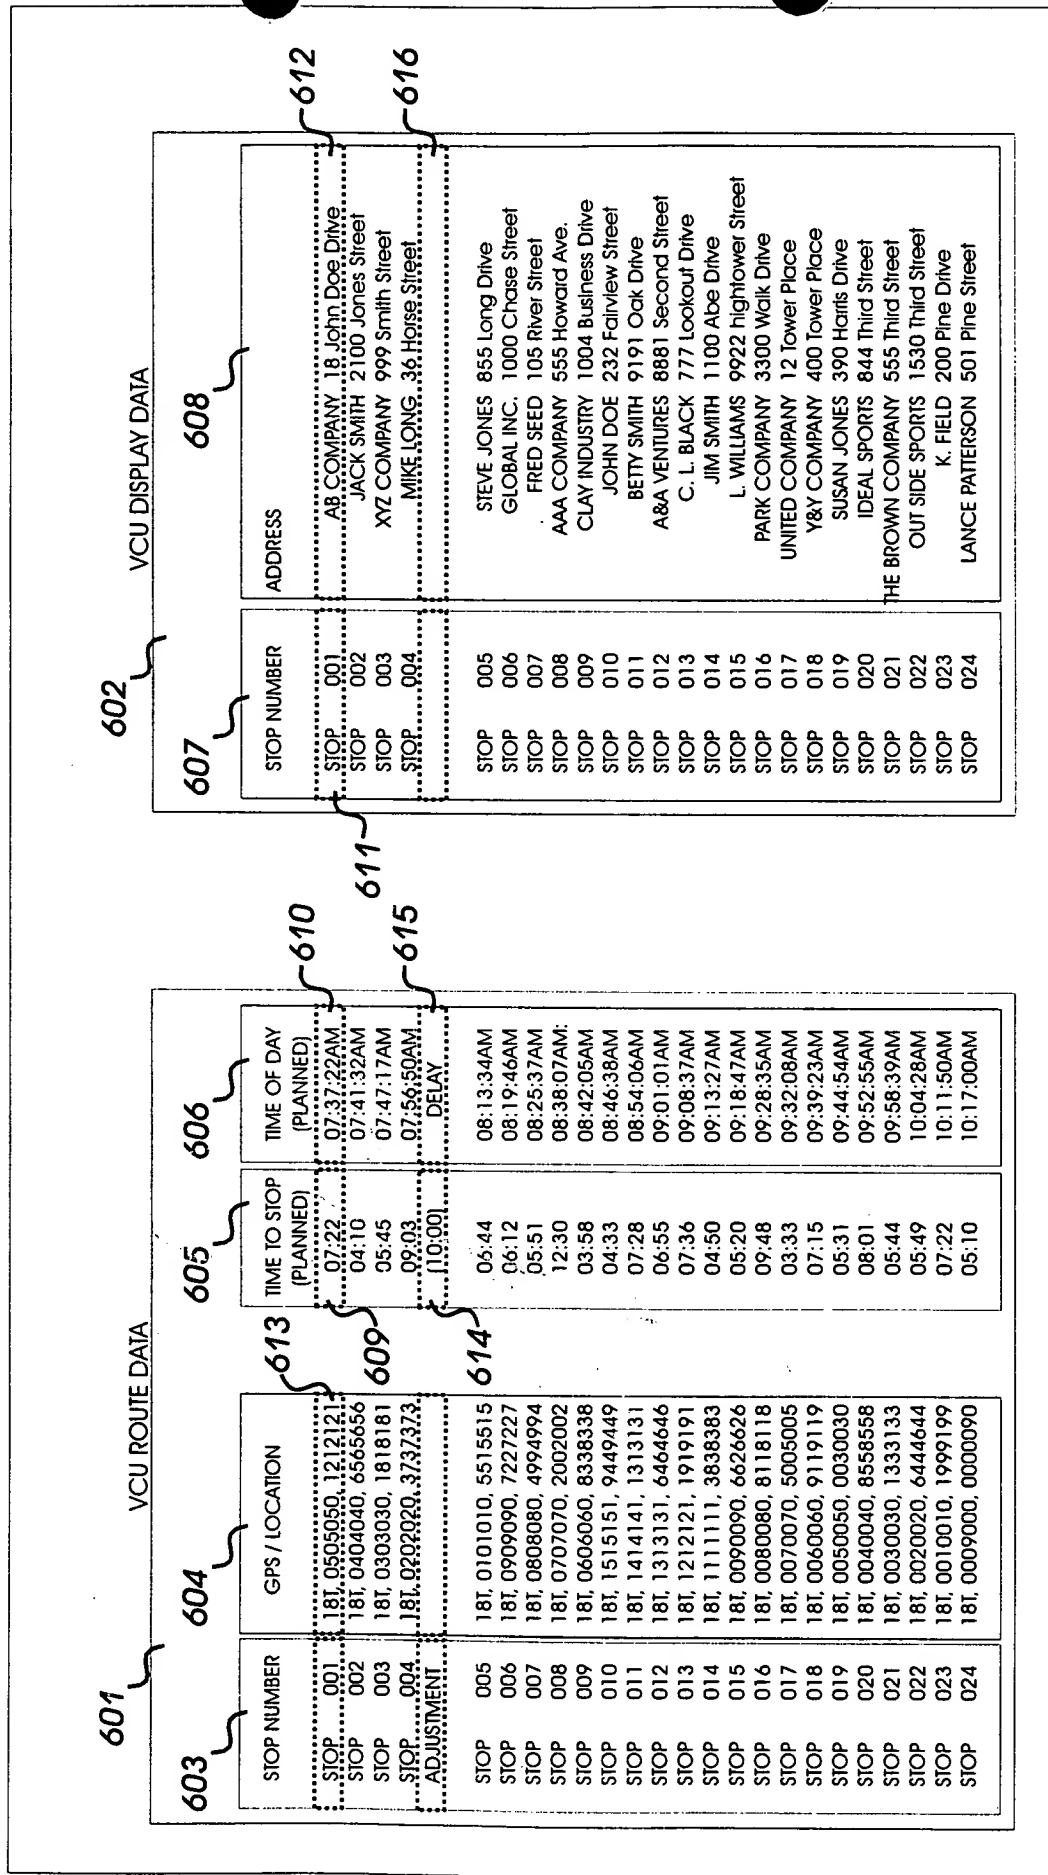 601 602
VCU ROUTE DATA VCU DISPLAY DATA
603 604 605 606 607 608
STOP NUMBER GPS / LOCATION TIME TO STOP (PLANNED) TIME OF DAY (PLANNED) STOP NUMBER ADDRESS
613 610 612
STOP 001 18T, 0505050, 1212121 07:22 07:37:22AM STOP 001 AB COMPANY 18 John Doe Drive
STOP 002 18T, 0404040, 6565656 04:10 07:41:32AM STOP 002 JACK SMITH 2100 Jones Street
609 611
STOP 003 18T, 0303030, 1818181 05:45 07:47:17AM STOP 003 XYZ COMPANY 999 Smith Street
STOP 004 18T, 0202020, 3737373 09:03 07:56:50AM STOP 004 MIKE LONG 36 Horse Street
615 616
ADJUSTMENT (10:00) DELAY
614
STOP 005 18T, 0101010, 5515515 06:44 08:13:34AM STOP 005 STEVE JONES 855 Long Drive
STOP 006 18T, 0909090, 7227227 06:12 08:19:46AM STOP 006 GLOBAL INC. 1000 Chase Street
STOP 007 18T, 0808080, 4994994 05:51 08:25:37AM STOP 007 FRED SEED 105 River Street
STOP 008 18T, 0707070, 2002002 12:30 08:38:07AM: STOP 008 AAA COMPANY 555 Howard Ave.
STOP 009 18T, 0606060, 8338338 03:58 08:42:05AM STOP 009 CLAY INDUSTRY 1004 Business Drive
STOP 010 18T, 1515151, 9449449 04:33 08:46:38AM STOP 010 JOHN DOE 232 Fairview Street
STOP 011 18T, 1414141, 1313131 07:28 08:54:06AM STOP 011 BETTY SMITH 9191 Oak Drive
STOP 012 18T, 1313131, 6464646 06:55 09:01:01AM STOP 012 A&A VENTURES 8881 Second Street
STOP 013 18T, 1212121, 1919191 07:36 09:08:37AM STOP 013 C. L. BLACK 777 Lookout Drive
STOP 014 18T, 1111111, 3838383 04:50 09:13:27AM STOP 014 JIM SMITH 1100 Abe Drive
STOP 015 18T, 0090090, 6626626 05:20 09:18:47AM STOP 015 L. WILLIAMS 9922 hightower Street
STOP 016 18T, 0080080, 8118118 09:48 09:28:35AM STOP 016 PARK COMPANY 3300 Walk Drive
STOP 017 18T, 0070070, 5005005 03:33 09:32:08AM STOP 017 UNITED COMPANY 12 Tower Place
STOP 018 18T, 0060060, 9119119 07:15 09:39:23AM STOP 018 Y&Y COMPANY 400 Tower Place
STOP 019 18T, 0050050, 0030030 05:31 09:44:54AM STOP 019 SUSAN JONES 390 Harris Drive
STOP 020 18T, 0040040, 8558558 08:01 09:52:55AM STOP 020 IDEAL SPORTS 844 Third Street
STOP 021 18T, 0030030, 1333133 05:44 09:58:39AM STOP 021 THE BROWN COMPANY 555 Third Street
STOP 022 18T, 0020020, 6444644 05:49 10:04:28AM STOP 022 OUT SIDE SPORTS 1530 Third Street
STOP 023 18T, 0010010, 1999199 07:22 10:11:50AM STOP 023 K. FIELD 200 Pine Drive
STOP 024 18T, 0009000, 0000090 05:10 10:17:00AM STOP 024 LANCE PATTERSON 501 Pine Street